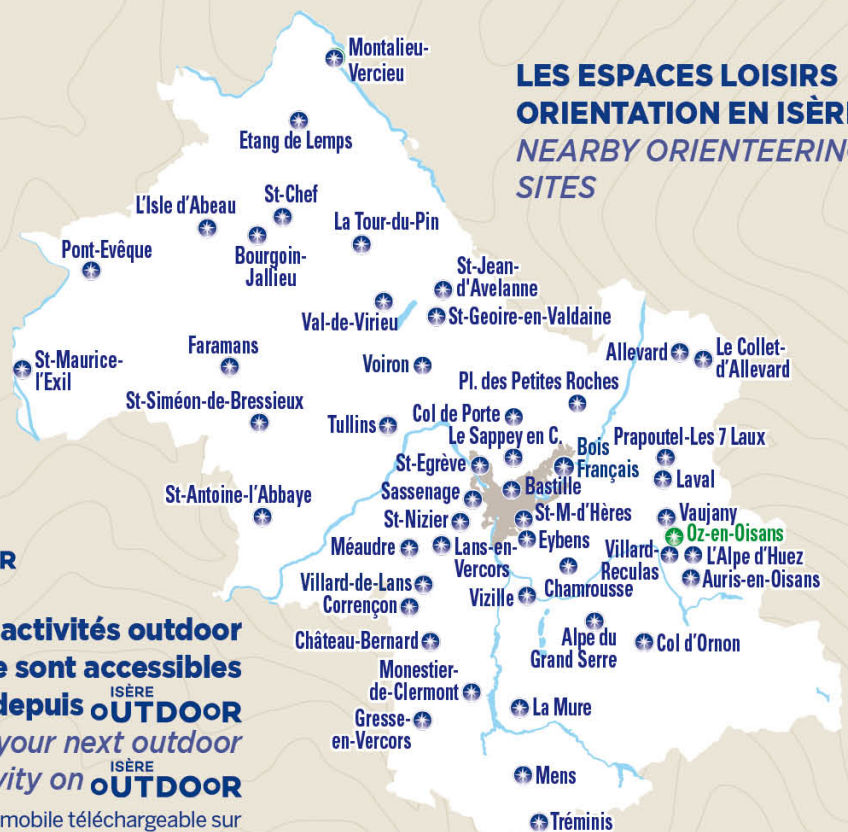 LES ESPACES LOISIRS
ORIENTATION EN ISÈRE
NEARBY ORIENTEERING
SITES
Montalieu-
Vercieu
Etang de Lemps
St-Chef
L'Isle d'Abeau
La Tour-du-Pin
Bourgoin-
Jallieu
Pont-Evêque
St-Jean-
d'Avelanne
Val-de-Virieu
St-Geoire-en-Valdaine
St-Maurice-
l'Exil
Faramans
Voiron
Allevard
Le Collet-
d'Allevard
Pl. des Petites Roches
St-Siméon-de-Bressieux
Tullins
Col de Porte
Le Sappey en C.
Bois
Français
Prapoutel-Les 7 Laux
St-Egrève
Laval
Bastille
Sassenage
St-Antoine-l'Abbaye
St-M-d'Hères
Vaujany
St-Nizier
Oz-en-Oisans
Eybens
Méaudre
Lans-en-
Vercors
Villard-
Reculas
L'Alpe d'Huez
Auris-en-Oisans
Chamrousse
Villard-de-Lans
Corrençon
Vizille
Château-Bernard
Alpe du
Grand Serre
Col d'Ornon
Monestier-
de-Clermont
La Mure
Gresse-
en-Vercors
Mens
Tréminis
R
activités outdoor
e sont accessibles
depuis ISÈRE OUTDOOR
your next outdoor
vity on ISÈRE OUTDOOR
mobile téléchargeable sur